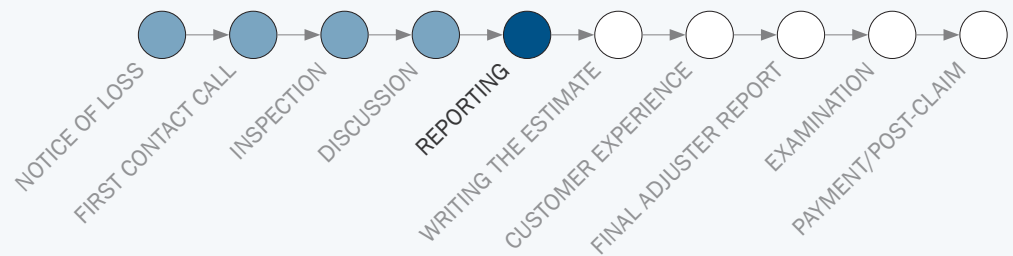 NOTICE OF LOSS
FIRST CONTACT CALL
INSPECTION
DISCUSSION
REPORTING
WRITING THE ESTIMATE
CUSTOMER EXPERIENCE
FINAL ADJUSTER REPORT
EXAMINATION
PAYMENT/POST-CLAIM